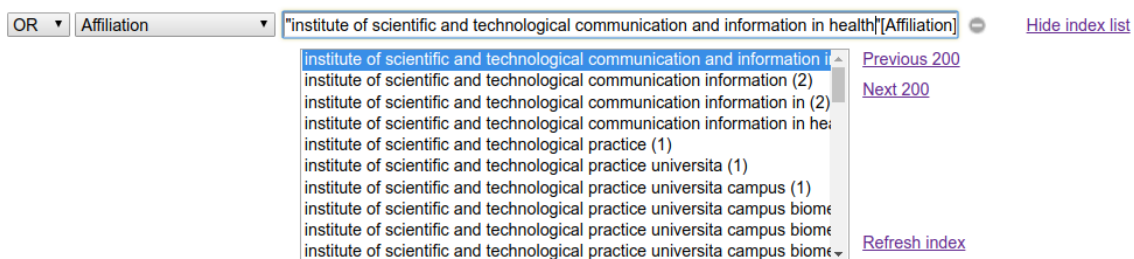 OR Affiliation "institute of scientific and technological communication and information in health"[Affiliation] Hide index list
institute of scientific and technological communication and information Previous 200
institute of scientific and technological communication information (2)
Next 200
institute of scientific and technological communication information in (2)
institute of scientific and technological communication information in
institute of scientific and technological practice (1)
institute of scientific and technological practice universita (1)
institute of scientific and technological practice universita campus (1)
institute of scientific and technological practice universita campus
institute of scientific and technological practice universita campus
Refresh index
institute of scientific and technological practice universita campus